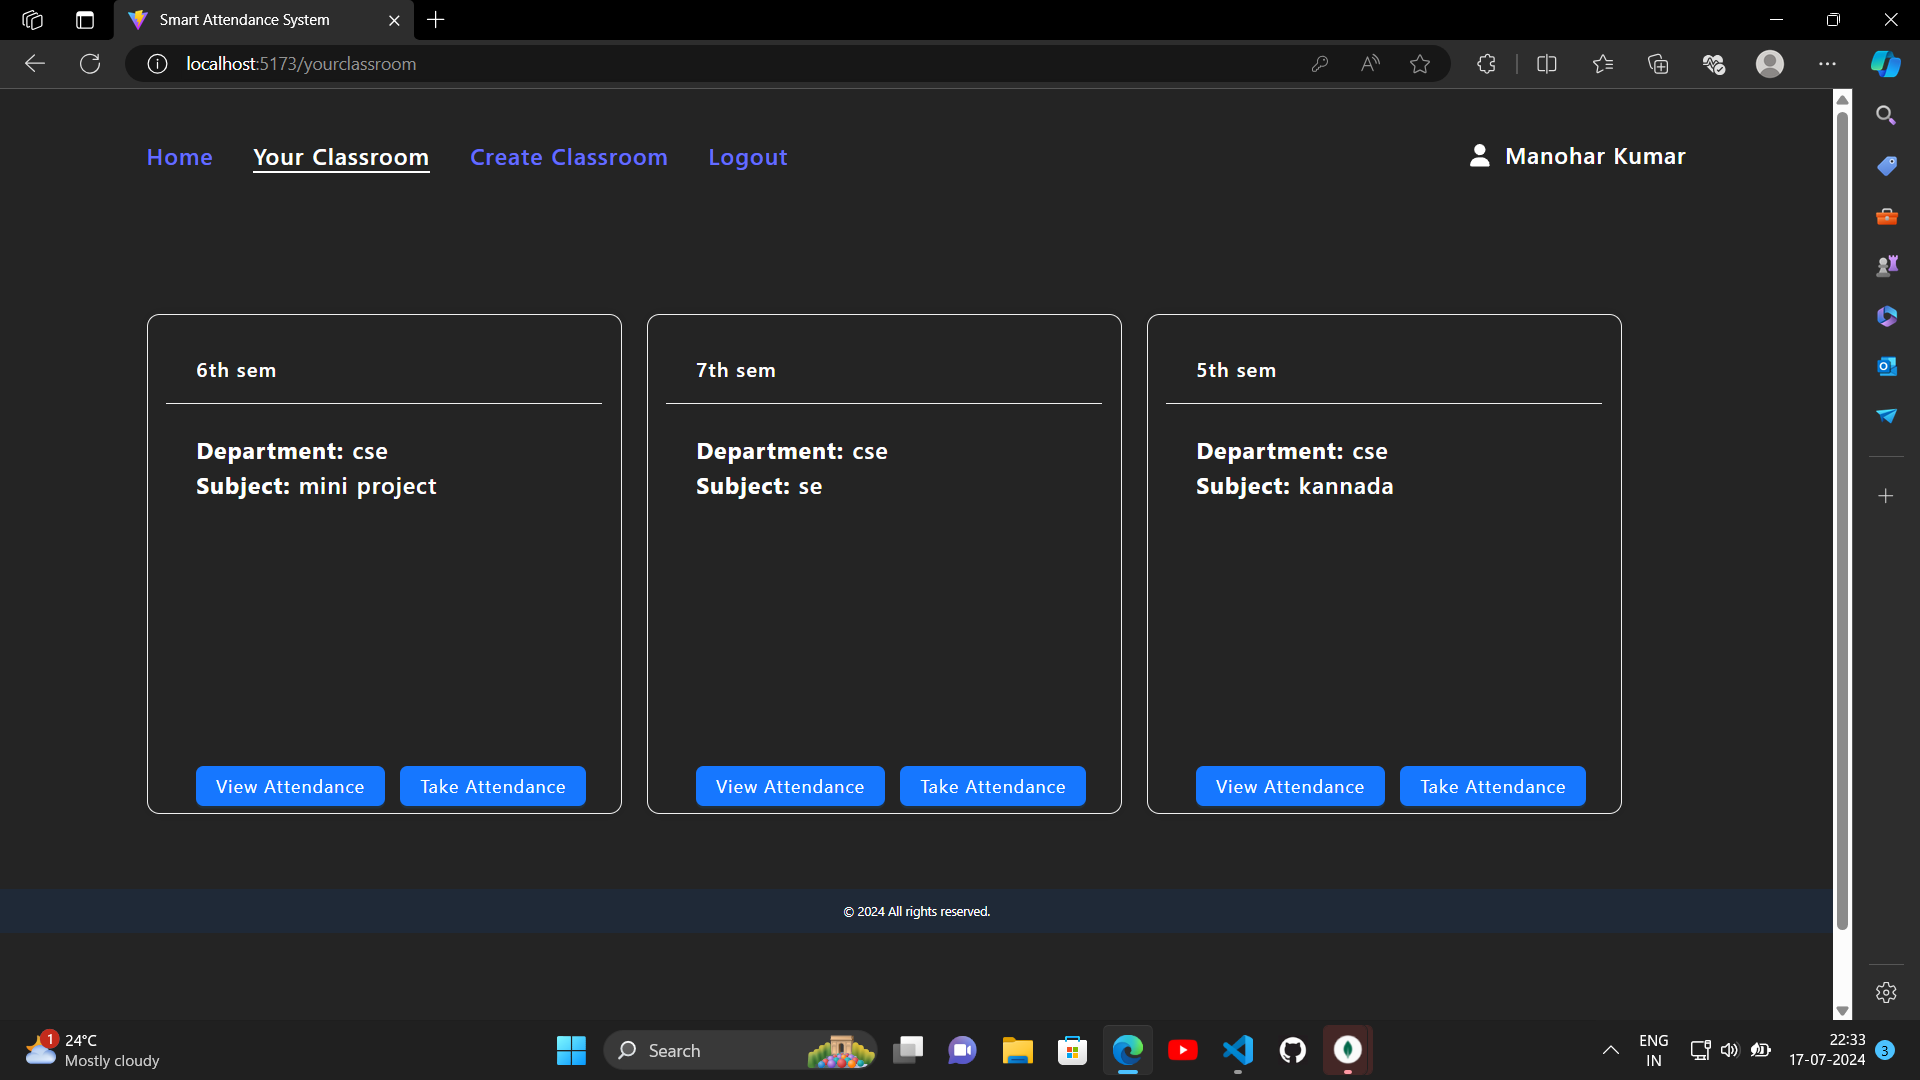 Smart Attendance System
localhost:5173/yourclassroom
Home Your Classroom Create Classroom Logout Manohar Kumar
6th sem
Department: cse
Subject: mini project
View Attendance Take Attendance
7th sem
Department: cse
Subject: se
View Attendance Take Attendance
5th sem
Department: cse
Subject: kannada
View Attendance Take Attendance
© 2024 All rights reserved.
1
24°C
Mostly cloudy
Search
ENG
IN
22:33
17-07-2024
3